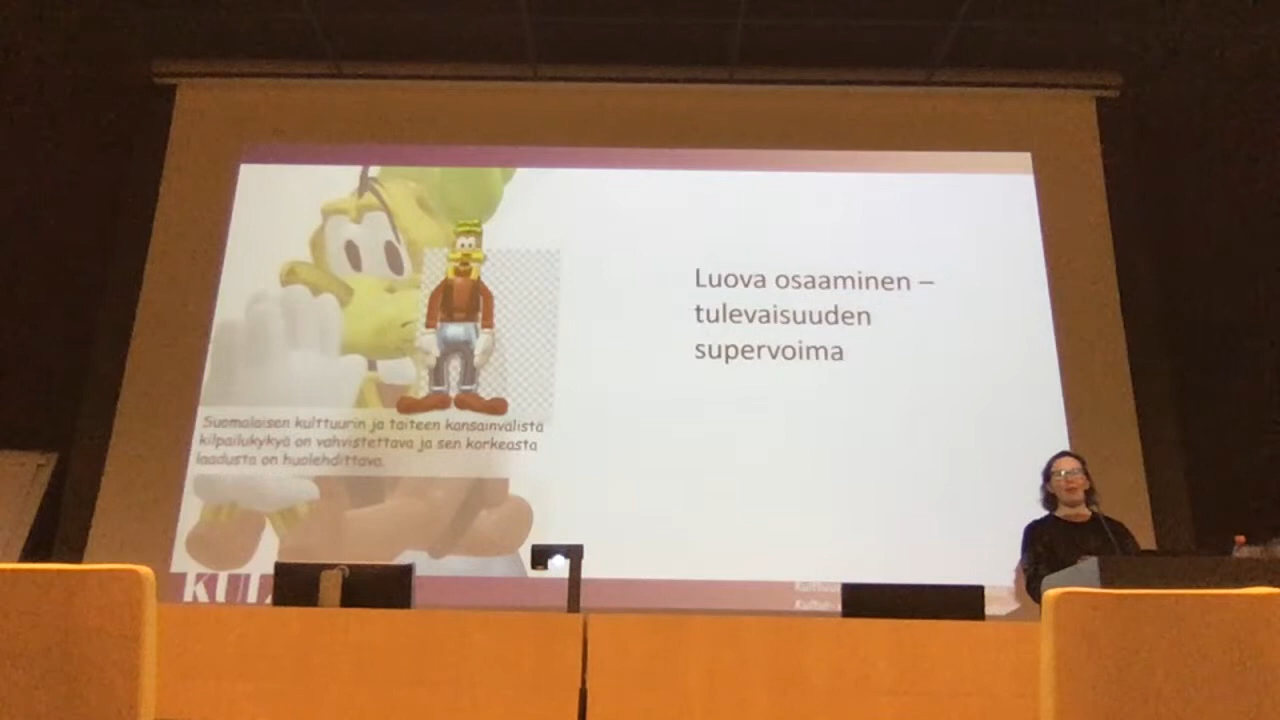 Luova osaaminen –
tulevaisuuden
supervoima
Suomalaisen kulttuurin ja taiteen kansainvälistä
kilpailukykyä on vahvistettava ja sen korkeasta
laadusta on huolehdittava.